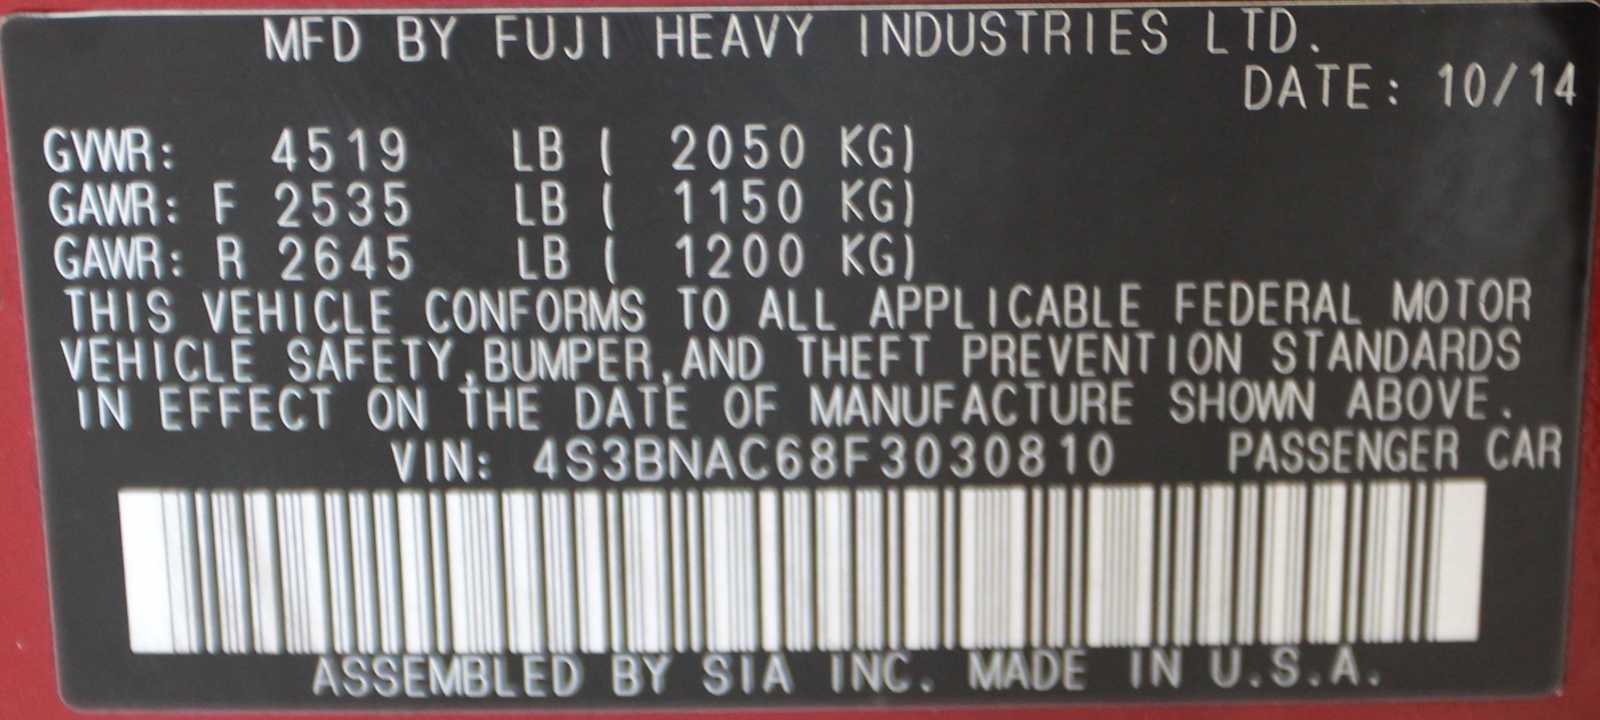 MFD BY FUJI HEAVY INDUSTRIES LTD.
DATE: 10/14
GVWR: 4519 LB ( 2050 KG)
GAWR: F 2535 LB ( 1150 KG)
GAWR: R 2645 LB ( 1200 KG)
THIS VEHICLE CONFORMS TO ALL APPLICABLE FEDERAL MOTOR
VEHICLE SAFETY,BUMPER,AND THEFT PREVENTION STANDARDS
IN EFFECT ON THE DATE OF MANUFACTURE SHOWN ABOVE.
VIN: 4S3BNAC68F3030810 PASSENGER CAR
ASSEMBLED BY SIA INC. MADE IN U.S.A.